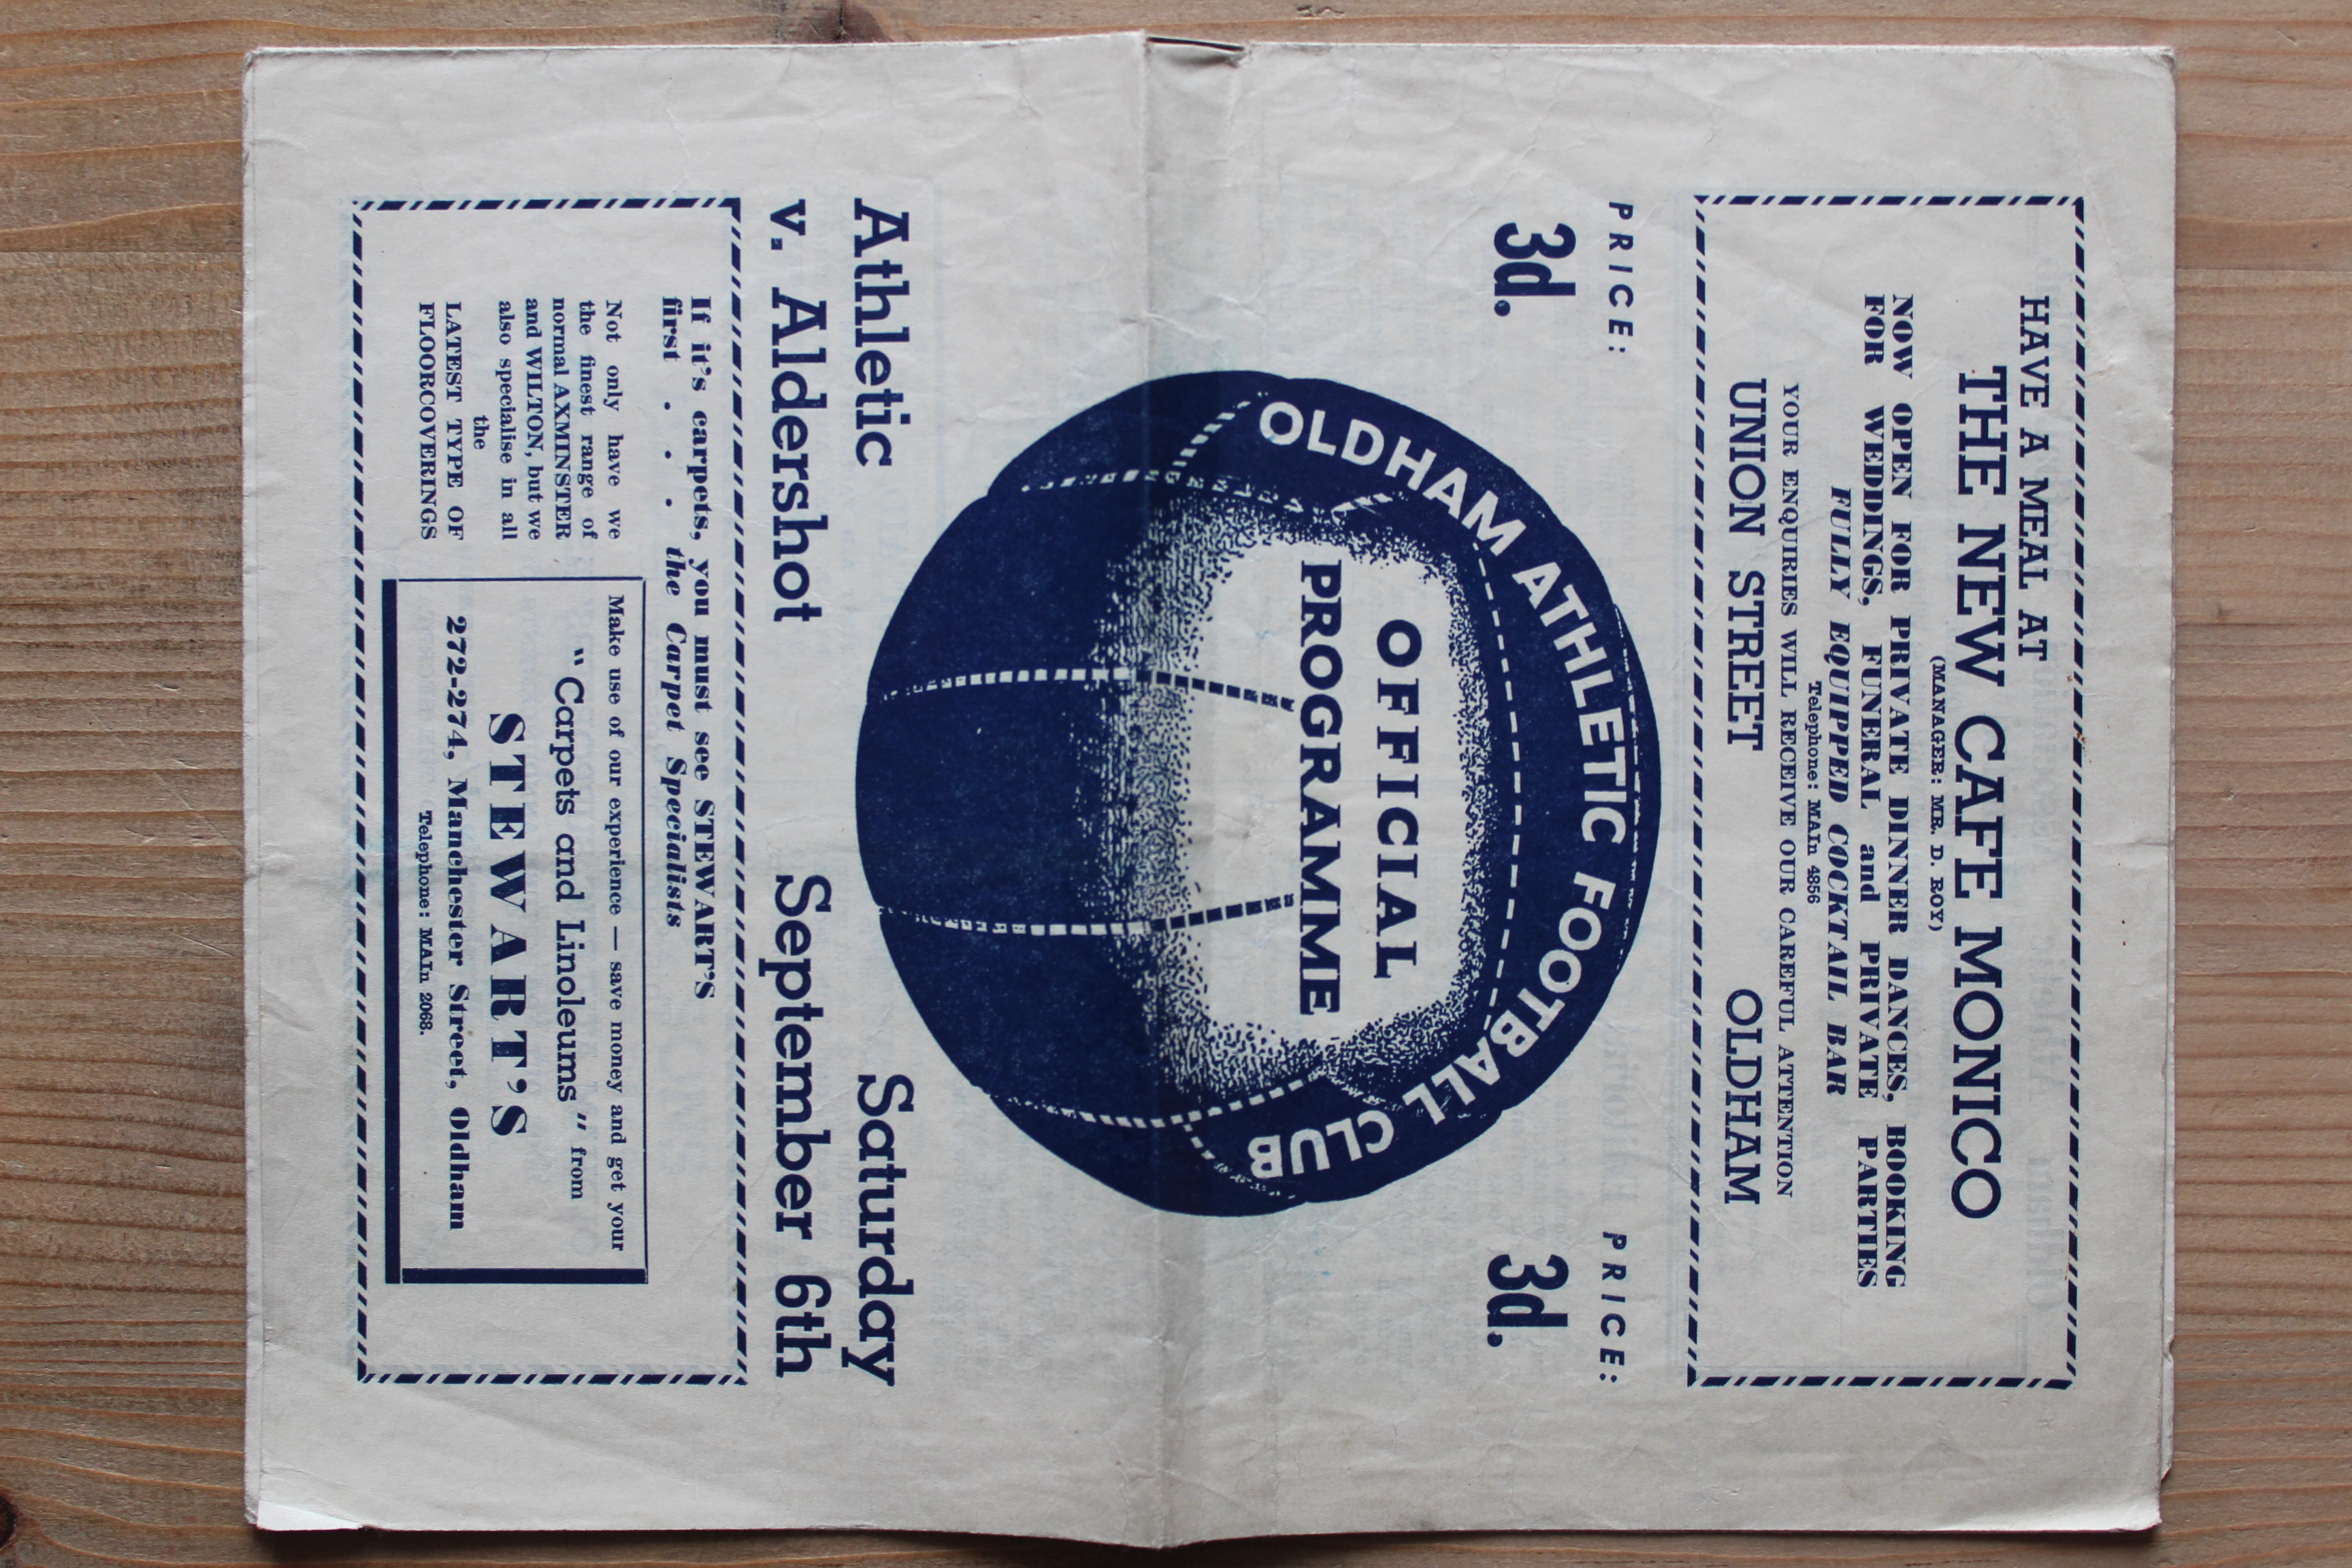 HAVE A MEAL AT
THE NEW CAFE MONICO
(MANAGER: MR. D. ROY)
NOW OPEN FOR PRIVATE DINNER DANCES, BOOKING
FOR WEDDINGS, FUNERAL and PRIVATE PARTIES
FULLY EQUIPPED COCKTAIL BAR
Telephone: MAIn 4856
YOUR ENQUIRIES WILL RECEIVE OUR CAREFUL ATTENTION
UNION STREET OLDHAM
PRICE: PRICE:
3d. 3d.
OLDHAM ATHLETIC FOOTBALL CLUB
OFFICIAL
PROGRAMME
Athletic Saturday
v. Aldershot September 6th
If it's carpets, you must see STEWART'S
first . . . the Carpet Specialists
Not only have we
the finest range of
normal AXMINSTER
and WILTON, but we
also specialise in all
the
LATEST TYPE OF
FLOORCOVERINGS
Make use of our experience — save money and get your
"Carpets and Linoleums" from
STEWART'S
272-274, Manchester Street, Oldham
Telephone: MAIn 2068.